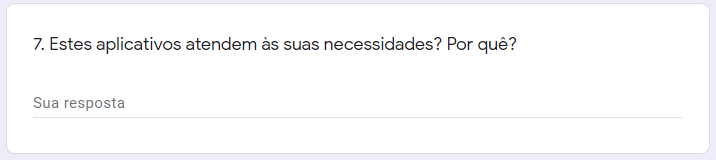 7. Estes aplicativos atendem às suas necessidades? Por quê?
Sua resposta